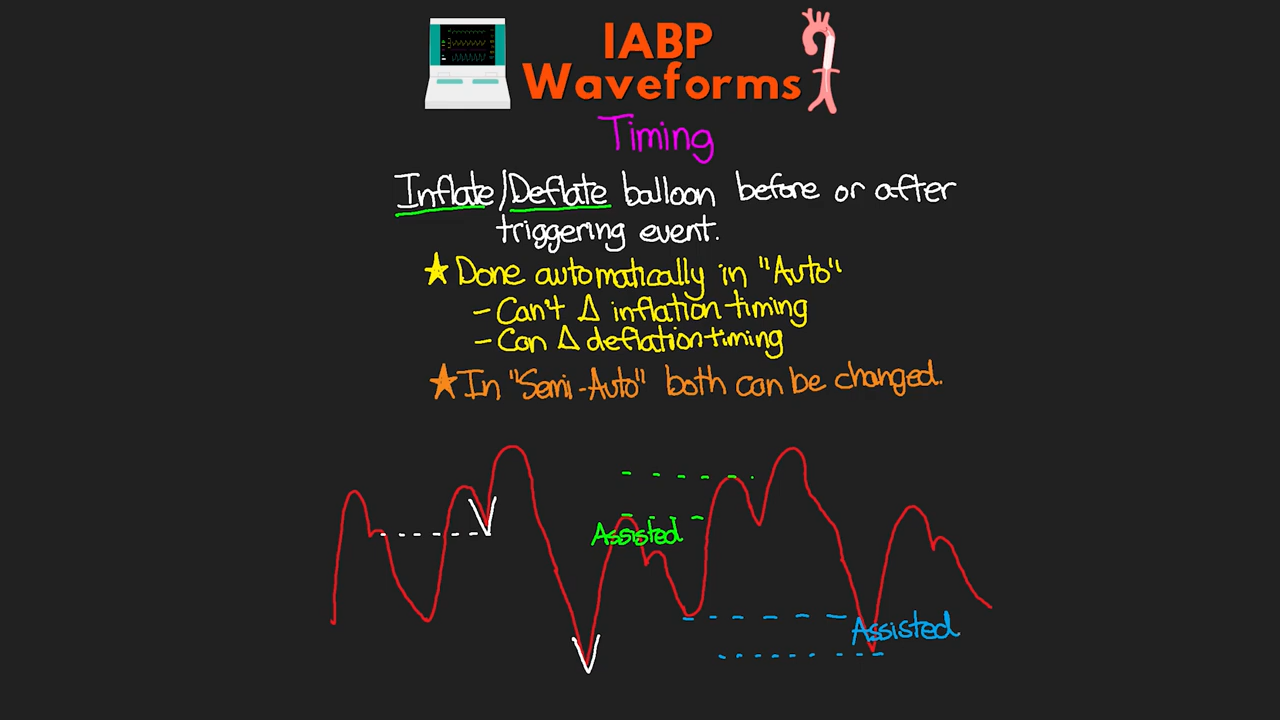 IABP
Waveforms
Timing
Inflate/Deflate balloon before or after
triggering event.
★ Done automatically in "Auto"
- Can't Δ inflation timing
- Can Δ deflation timing
★ In "Semi-Auto" both can be changed.
Assisted
Assisted